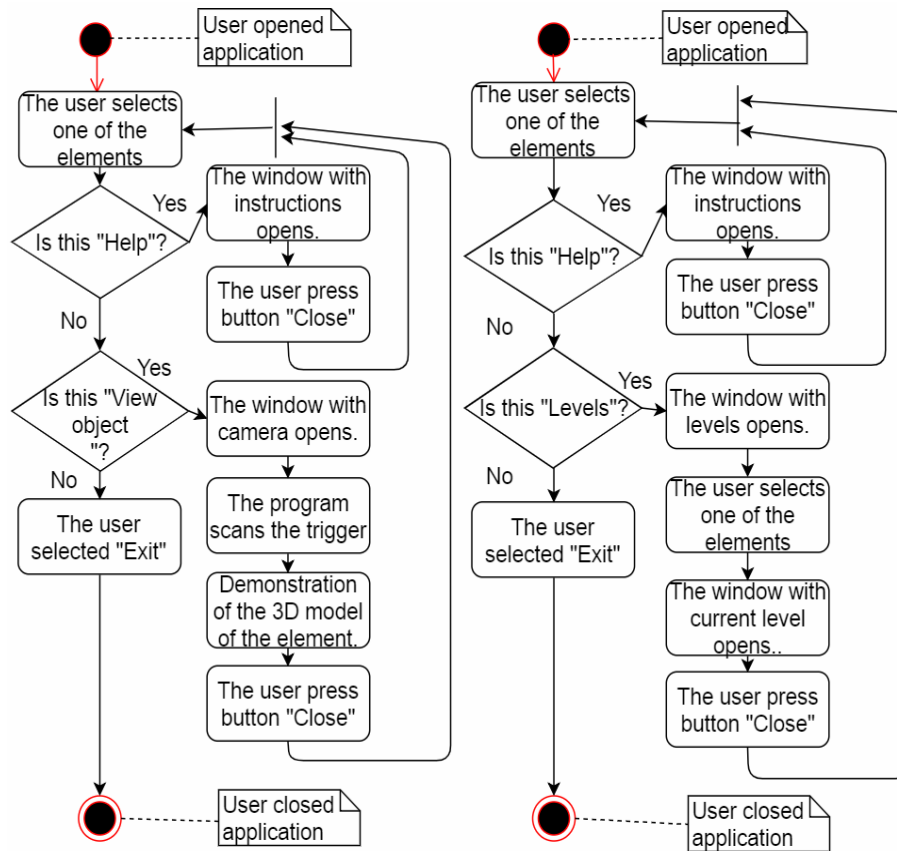 User opened
application
The user selects
one of the
elements
Yes
The window with
instructions
opens.
Is this "Help"?
The user press
button "Close"
No
Yes
Is this "View
object
"?
The window with
camera opens.
No
The program
scans the trigger
The user
selected "Exit"
Demonstration
of the 3D model
of the element.
The user press
button "Close"
User closed
application
User opened
application
The user selects
one of the
elements
Yes
The window with
instructions
opens.
Is this "Help"?
The user press
button "Close"
No
Yes
Is this "Levels"?
The window with
levels opens.
No
The user selects
one of the
elements
The user
selected "Exit"
The window with
current level
opens..
The user press
button "Close"
User closed
application